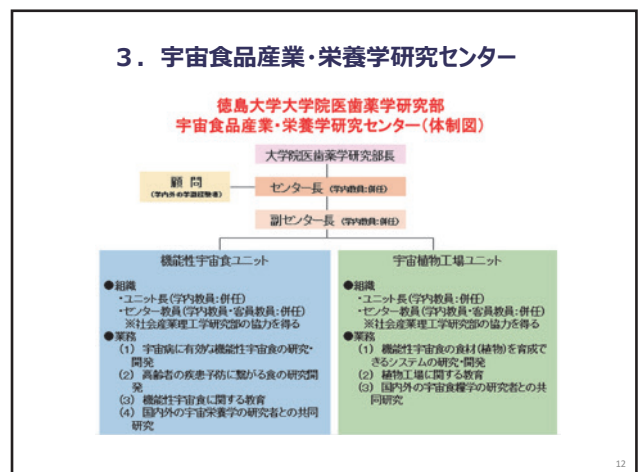 ３．宇宙食品産業・栄養学研究センター
徳島大学大学院医歯薬学研究部
宇宙食品産業・栄養学研究センター（体制図）
大学院医歯薬学研究部長
顧 問
（学内外の学識経験者）
センター長（学内教員：併任）
副センター長（学内教員：併任）
機能性宇宙食ユニット
●組織
・ユニット長（学内教員：併任）
・センター教員（学内教員・客員教員：併任）
※社会産業理工学研究部の協力を得る
●業務
(1) 宇宙病に有効な機能性宇宙食の研究・
開発
(2) 高齢者の疾患予防に繋がる食の研究開
発
(3) 機能性宇宙食に関する教育
(4) 国内外の宇宙栄養学の研究者との共同
研究
宇宙植物工場ユニット
●組織
・ユニット長（学内教員：併任）
・センター教員（学内教員・客員教員：併任）
※社会産業理工学研究部の協力を得る
●業務
(1) 機能性宇宙食の食材（植物）を育成で
きるシステムの研究・開発
(2) 植物工場に関する教育
(3) 国内外の宇宙食糧学の研究者との共
同研究
12